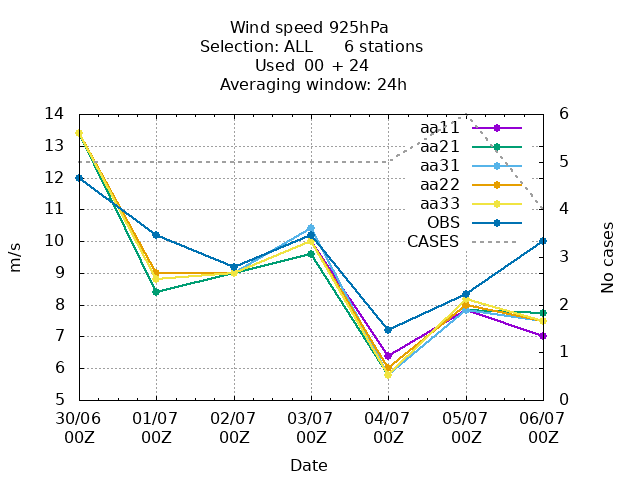 Wind speed 925hPa
Selection: ALL 6 stations
Used 00 + 24
Averaging window: 24h
14
13
12
11
10
9
8
7
6
5
m/s
6
5
4
3
2
1
0
No cases
aa11
aa21
aa31
aa22
aa33
OBS
CASES
30/06 01/07 02/07 03/07 04/07 05/07 06/07
00Z 00Z 00Z 00Z 00Z 00Z 00Z
Date